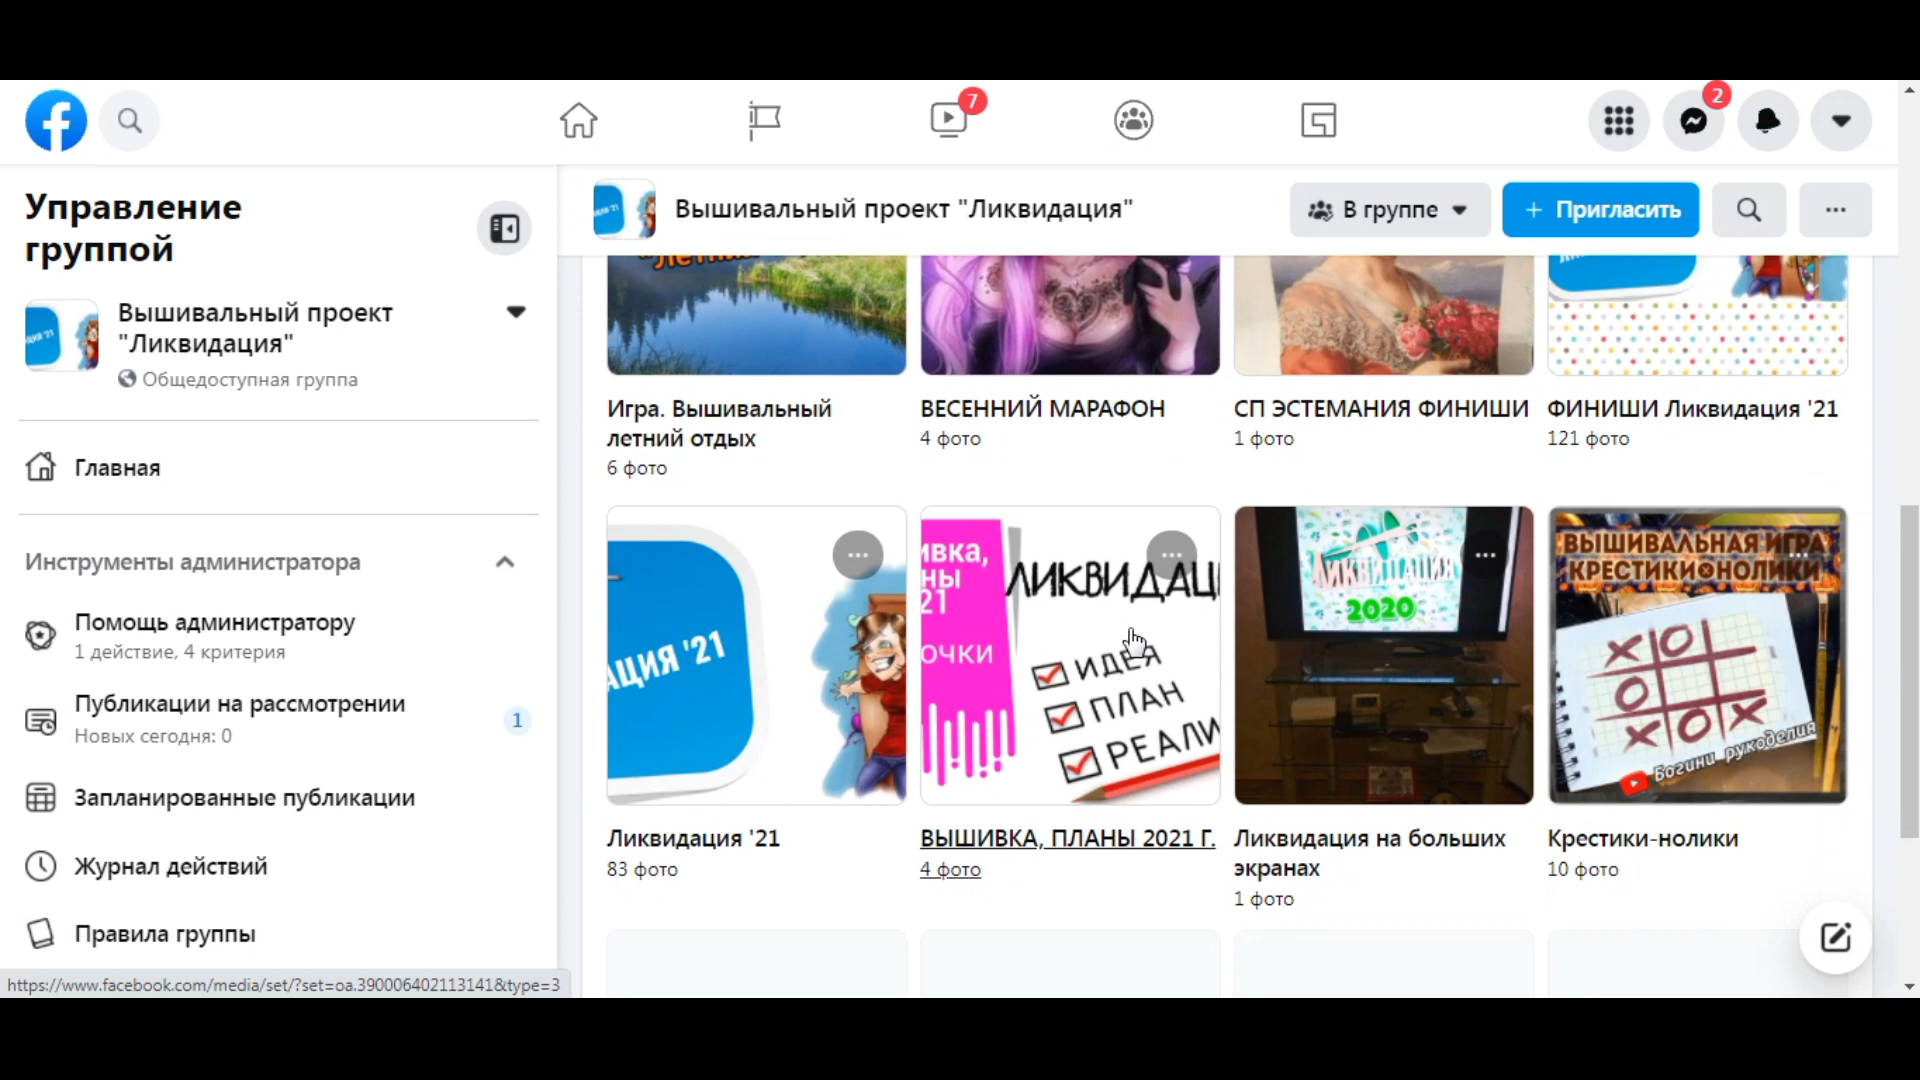 7
2
Управление
группой
Вышивальный проект "Ликвидация"
В группе
+ Пригласить
Вышивальный проект
"Ликвидация"
Общедоступная группа
Главная
Инструменты администратора
Помощь администратору
1 действие, 4 критерия
Публикации на рассмотрении
Новых сегодня: 0
1
Запланированные публикации
Журнал действий
Правила группы
Игра. Вышивальный
летний отдых
6 фото
ВЕСЕННИЙ МАРАФОН
4 фото
СП ЭСТЕМАНИЯ ФИНИШИ
1 фото
ФИНИШИ Ликвидация '21
121 фото
АЦИЯ '21
ивка,
ны
21
очки
ЛИКВИДАЦ
ИДЕЯ
ПЛАН
РЕАЛИ
ЛИКВИДАЦИЯ
2020
ВЫШИВАЛЬНАЯ ИГРА
КРЕСТИКИ-НОЛИКИ
X O
O
X O X
Богини рукоделия
Ликвидация '21
83 фото
ВЫШИВКА, ПЛАНЫ 2021 Г.
4 фото
Ликвидация на больших
экранах
1 фото
Крестики-нолики
10 фото
https://www.facebook.com/media/set/?set=oa.390006402113141&type=3